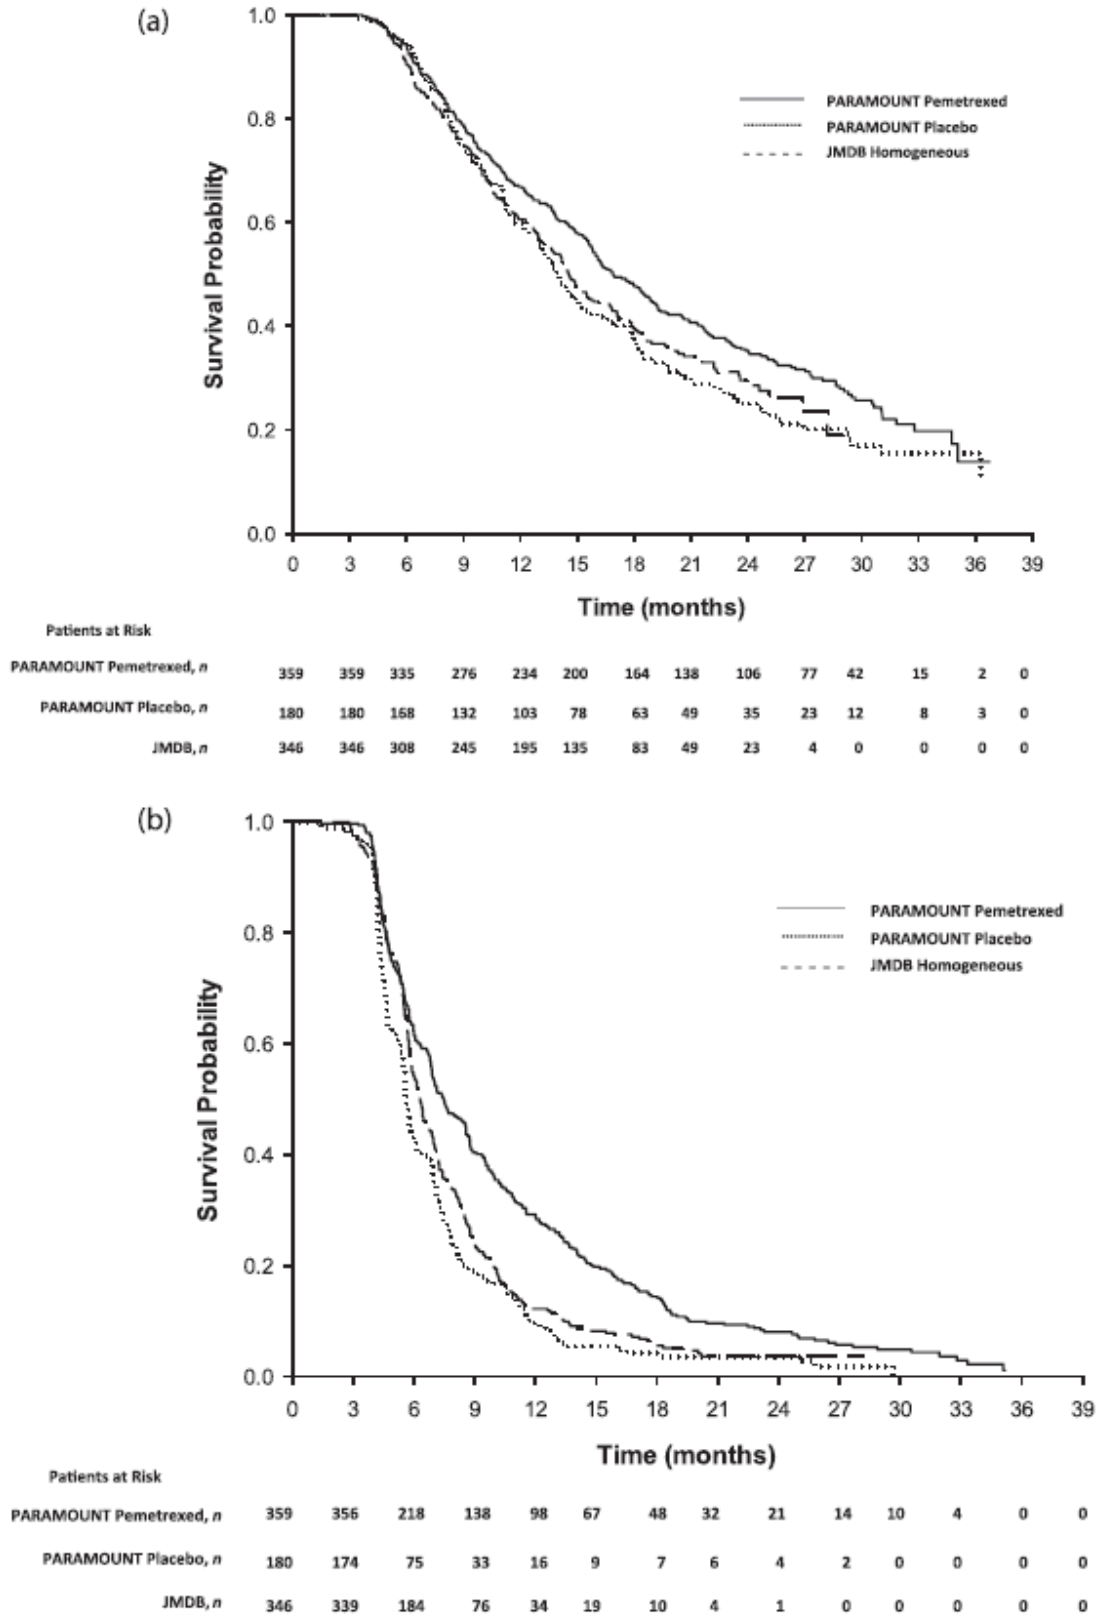 (a)
1.0
0.8
0.6
0.4
0.2
0.0
Survival Probability
PARAMOUNT Pemetrexed
PARAMOUNT Placebo
JMDB Homogeneous
0 3 6 9 12 15 18 21 24 27 30 33 36 39
Time (months)
Patients at Risk
PARAMOUNT Pemetrexed, n 359 359 335 276 234 200 164 138 106 77 42 15 2 0
PARAMOUNT Placebo, n 180 180 168 132 103 78 63 49 35 23 12 8 3 0
JMDB, n 346 346 308 245 195 135 83 49 23 4 0 0 0 0
(b)
1.0
0.8
0.6
0.4
0.2
0.0
Survival Probability
PARAMOUNT Pemetrexed
PARAMOUNT Placebo
JMDB Homogeneous
0 3 6 9 12 15 18 21 24 27 30 33 36 39
Time (months)
Patients at Risk
PARAMOUNT Pemetrexed, n 359 356 218 138 98 67 48 32 21 14 10 4 0 0
PARAMOUNT Placebo, n 180 174 75 33 16 9 7 6 4 2 0 0 0 0
JMDB, n 346 339 184 76 34 19 10 4 1 0 0 0 0 0